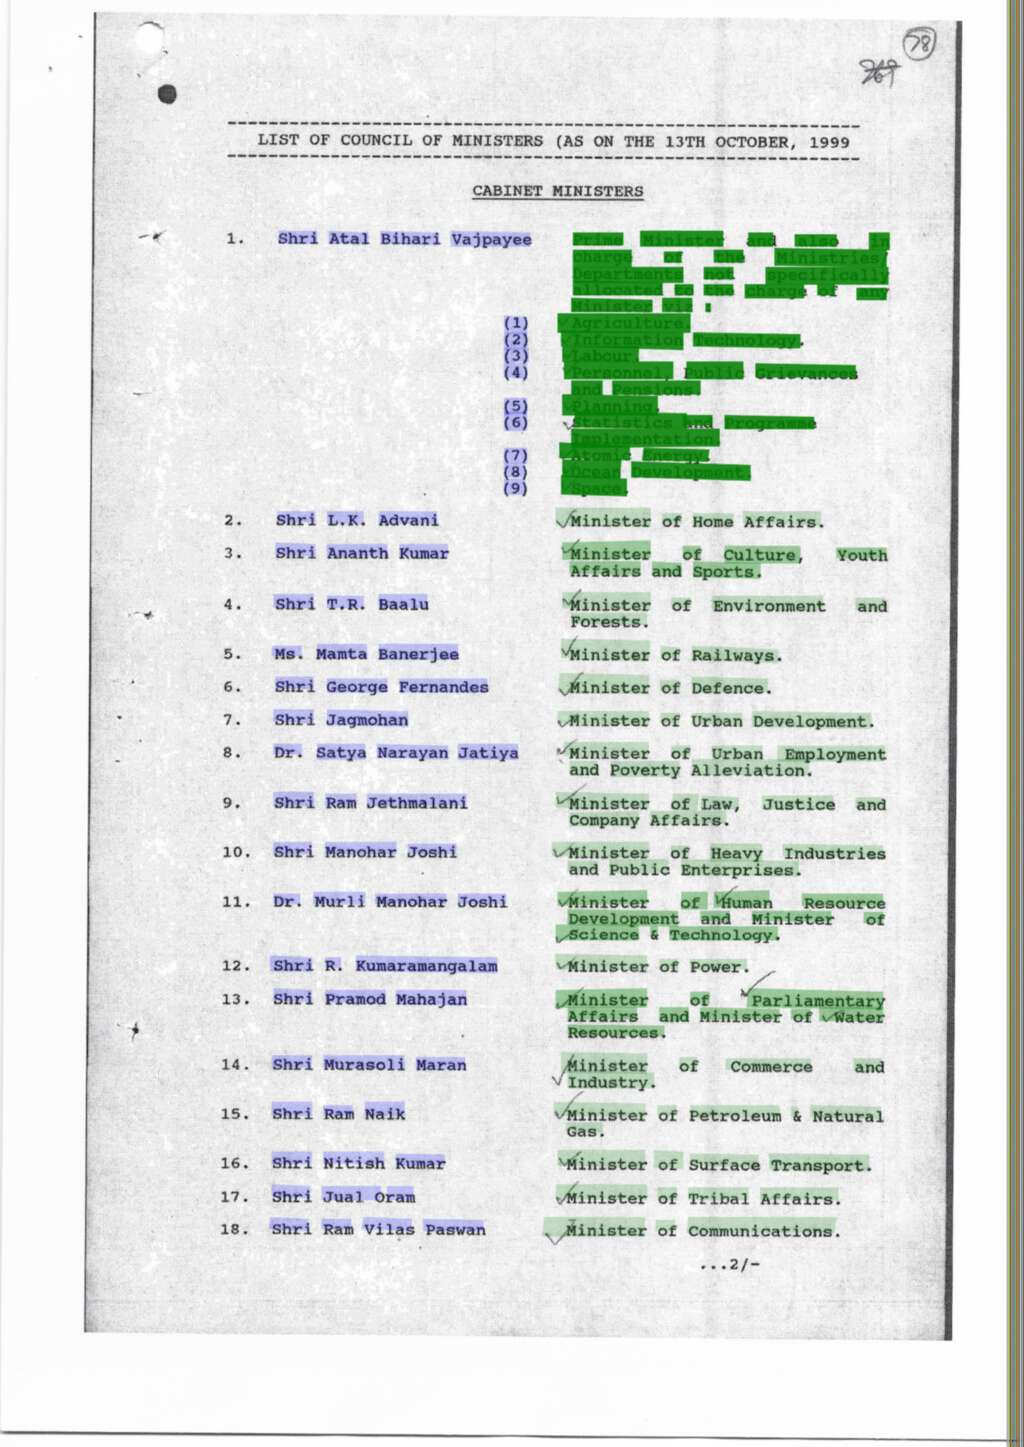 78
769
LIST OF COUNCIL OF MINISTERS (AS ON THE 13TH OCTOBER, 1999
CABINET MINISTERS
1. Shri Atal Bihari Vajpayee Prime Minister and also in
charge of the Ministries/
Departments not specifically
allocated to the charge of any
Minister viz :
(1) Agriculture.
(2) Information Technology.
(3) Labour.
(4) Personnel, Public Grievances
and Pensions.
(5) Planning.
(6) Statistics and Programme
Implementation.
(7) Atomic Energy.
(8) Ocean Development.
(9) Space.
2. Shri L.K. Advani Minister of Home Affairs.
3. Shri Ananth Kumar Minister of Culture, Youth
Affairs and Sports.
4. Shri T.R. Baalu Minister of Environment and
Forests.
5. Ms. Mamta Banerjee Minister of Railways.
6. Shri George Fernandes Minister of Defence.
7. Shri Jagmohan Minister of Urban Development.
8. Dr. Satya Narayan Jatiya Minister of Urban Employment
and Poverty Alleviation.
9. Shri Ram Jethmalani Minister of Law, Justice and
Company Affairs.
10. Shri Manohar Joshi Minister of Heavy Industries
and Public Enterprises.
11. Dr. Murli Manohar Joshi Minister of Human Resource
Development and Minister of
Science & Technology.
12. Shri R. Kumaramangalam Minister of Power.
13. Shri Pramod Mahajan Minister of Parliamentary
Affairs and Minister of Water
Resources.
14. Shri Murasoli Maran Minister of Commerce and
Industry.
15. Shri Ram Naik Minister of Petroleum & Natural
Gas.
16. Shri Nitish Kumar Minister of Surface Transport.
17. Shri Jual Oram Minister of Tribal Affairs.
18. Shri Ram Vilas Paswan Minister of Communications.
...2/-